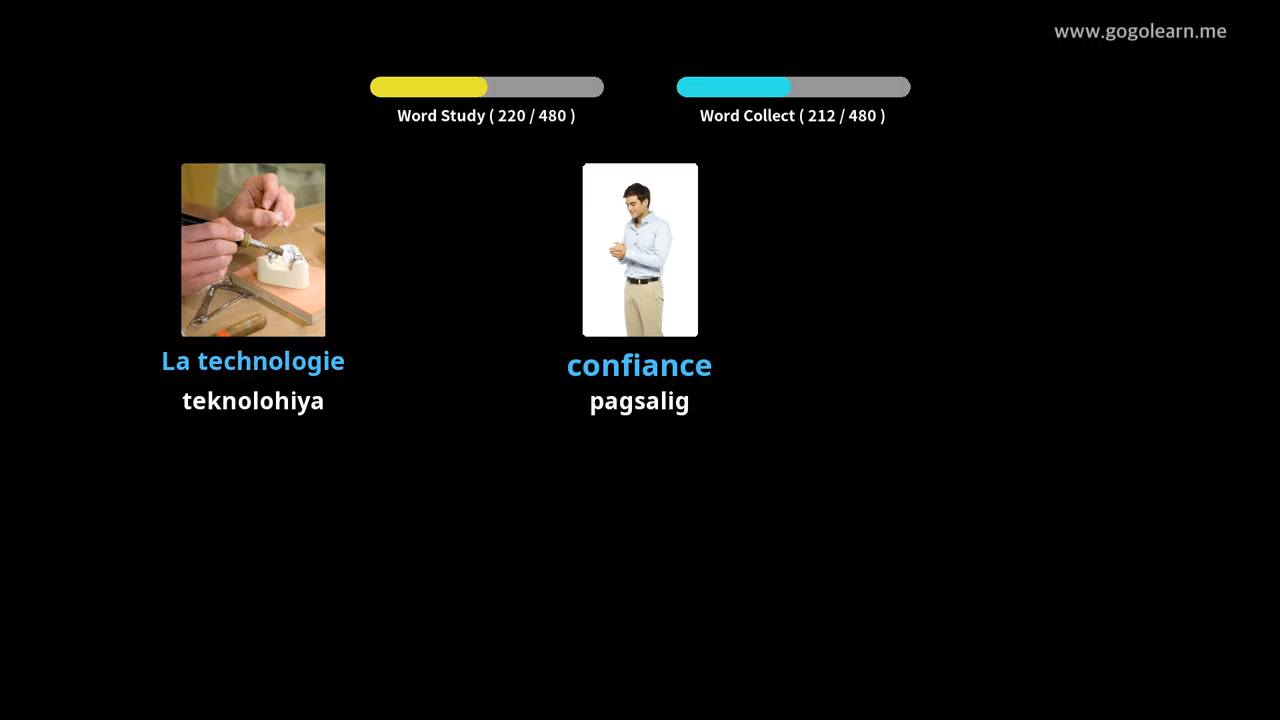 www.gogolearn.me
Word Study ( 220 / 480 )
Word Collect ( 212 / 480 )
La technologie
teknolohiya
confiance
pagsalig